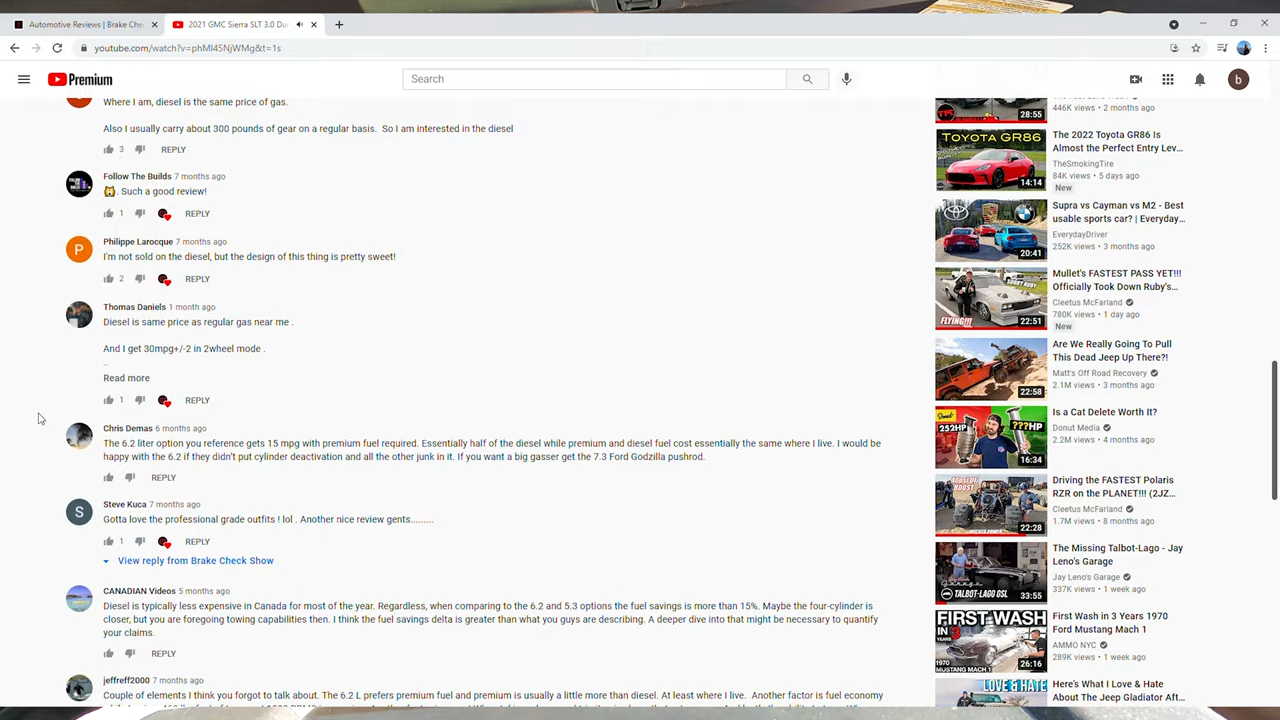 Automotive Reviews | Brake Che
2021 GMC Sierra SLT 3.0 Dur
youtube.com/watch?v=phMl45NjWMg&t=1s
Premium
Search
b
Where I am, diesel is the same price of gas.
Also I usually carry about 300 pounds of gear on a regular basis. So I am interested in the diesel
3 REPLY
Follow The Builds 7 months ago
. Such a good review!
1 REPLY
P
Philippe Larocque 7 months ago
I'm not sold on the diesel, but the design of this thing is pretty sweet!
2 REPLY
Thomas Daniels 1 month ago
Diesel is same price as regular gas near me .
And I get 30mpg+/-2 in 2wheel mode .
..
Read more
1 REPLY
Chris Demas 6 months ago
The 6.2 liter option you reference gets 15 mpg with premium fuel required. Essentially half of the diesel while premium and diesel fuel cost essentially the same where I live. I would be
happy with the 6.2 if they didn't put cylinder deactivation and all the other junk in it. If you want a big gasser get the 7.3 Ford Godzilla pushrod.
REPLY
S
Steve Kuca 7 months ago
Gotta love the professional grade outfits ! lol . Another nice review gents.........
1 REPLY
View reply from Brake Check Show
CANADIAN Videos 5 months ago
Diesel is typically less expensive in Canada for most of the year. Regardless, when comparing to the 6.2 and 5.3 options the fuel savings is more than 15%. Maybe the four-cylinder is
closer, but you are foregoing towing capabilities then. I think the fuel savings delta is greater than what you guys are describing. A deeper dive into that might be necessary to quantify
your claims.
REPLY
jeffreff2000 7 months ago
Couple of elements I think you forgot to talk about. The 6.2 L prefers premium fuel and premium is usually a little more than diesel. At least where I live. Another factor is fuel economy
28:55
446K views • 2 months ago
TOYOTA GR86
14:14
The 2022 Toyota GR86 Is
Almost the Perfect Entry Lev...
TheSmokingTire
84K views • 5 days ago
New
20:41
Supra vs Cayman vs M2 - Best
usable sports car? | Everyday...
EverydayDriver
252K views • 3 months ago
SORRY RUBY
FLYING!!!
22:51
Mullet's FASTEST PASS YET!!!
Officially Took Down Ruby's...
Cleetus McFarland
780K views • 1 day ago
New
22:58
Are We Really Going To Pull
This Dead Jeep Up There?!
Matt's Off Road Recovery
2.1M views • 3 months ago
252HP
???HP
16:34
Is a Cat Delete Worth It?
Donut Media
2.2M views • 4 months ago
22:28
Driving the FASTEST Polaris
RZR on the PLANET!!! (2JZ...
Cleetus McFarland
1.7M views • 8 months ago
TALBOT-LAGO GSL
33:55
The Missing Talbot-Lago - Jay
Leno's Garage
Jay Leno's Garage
337K views • 1 week ago
FIRST WASH
IN 3
YEARS
1970
MUSTANG MACH 1
26:16
First Wash in 3 Years 1970
Ford Mustang Mach 1
AMMO NYC
289K views • 1 week ago
LOVE & HATE
Here's What I Love & Hate
About The Jeep Gladiator Aft...